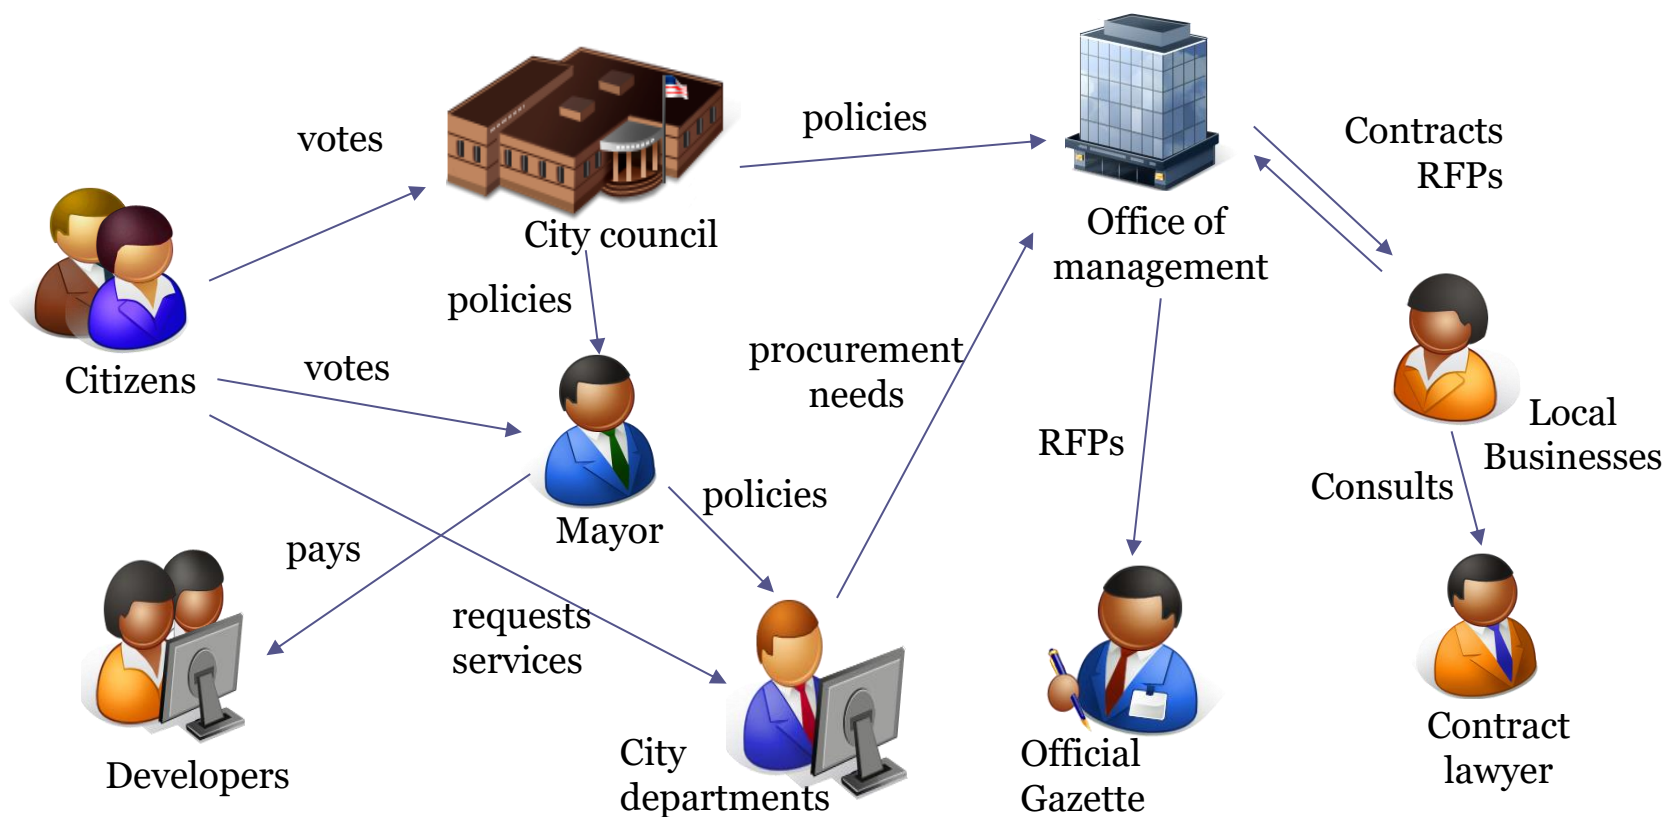 votes
City council
policies
Office of
management
Contracts
RFPs
Citizens
policies
votes
Mayor
procurement
needs
Local
Businesses
RFPs
Consults
pays
policies
requests
services
Developers
City
departments
Official
Gazette
Contract
lawyer